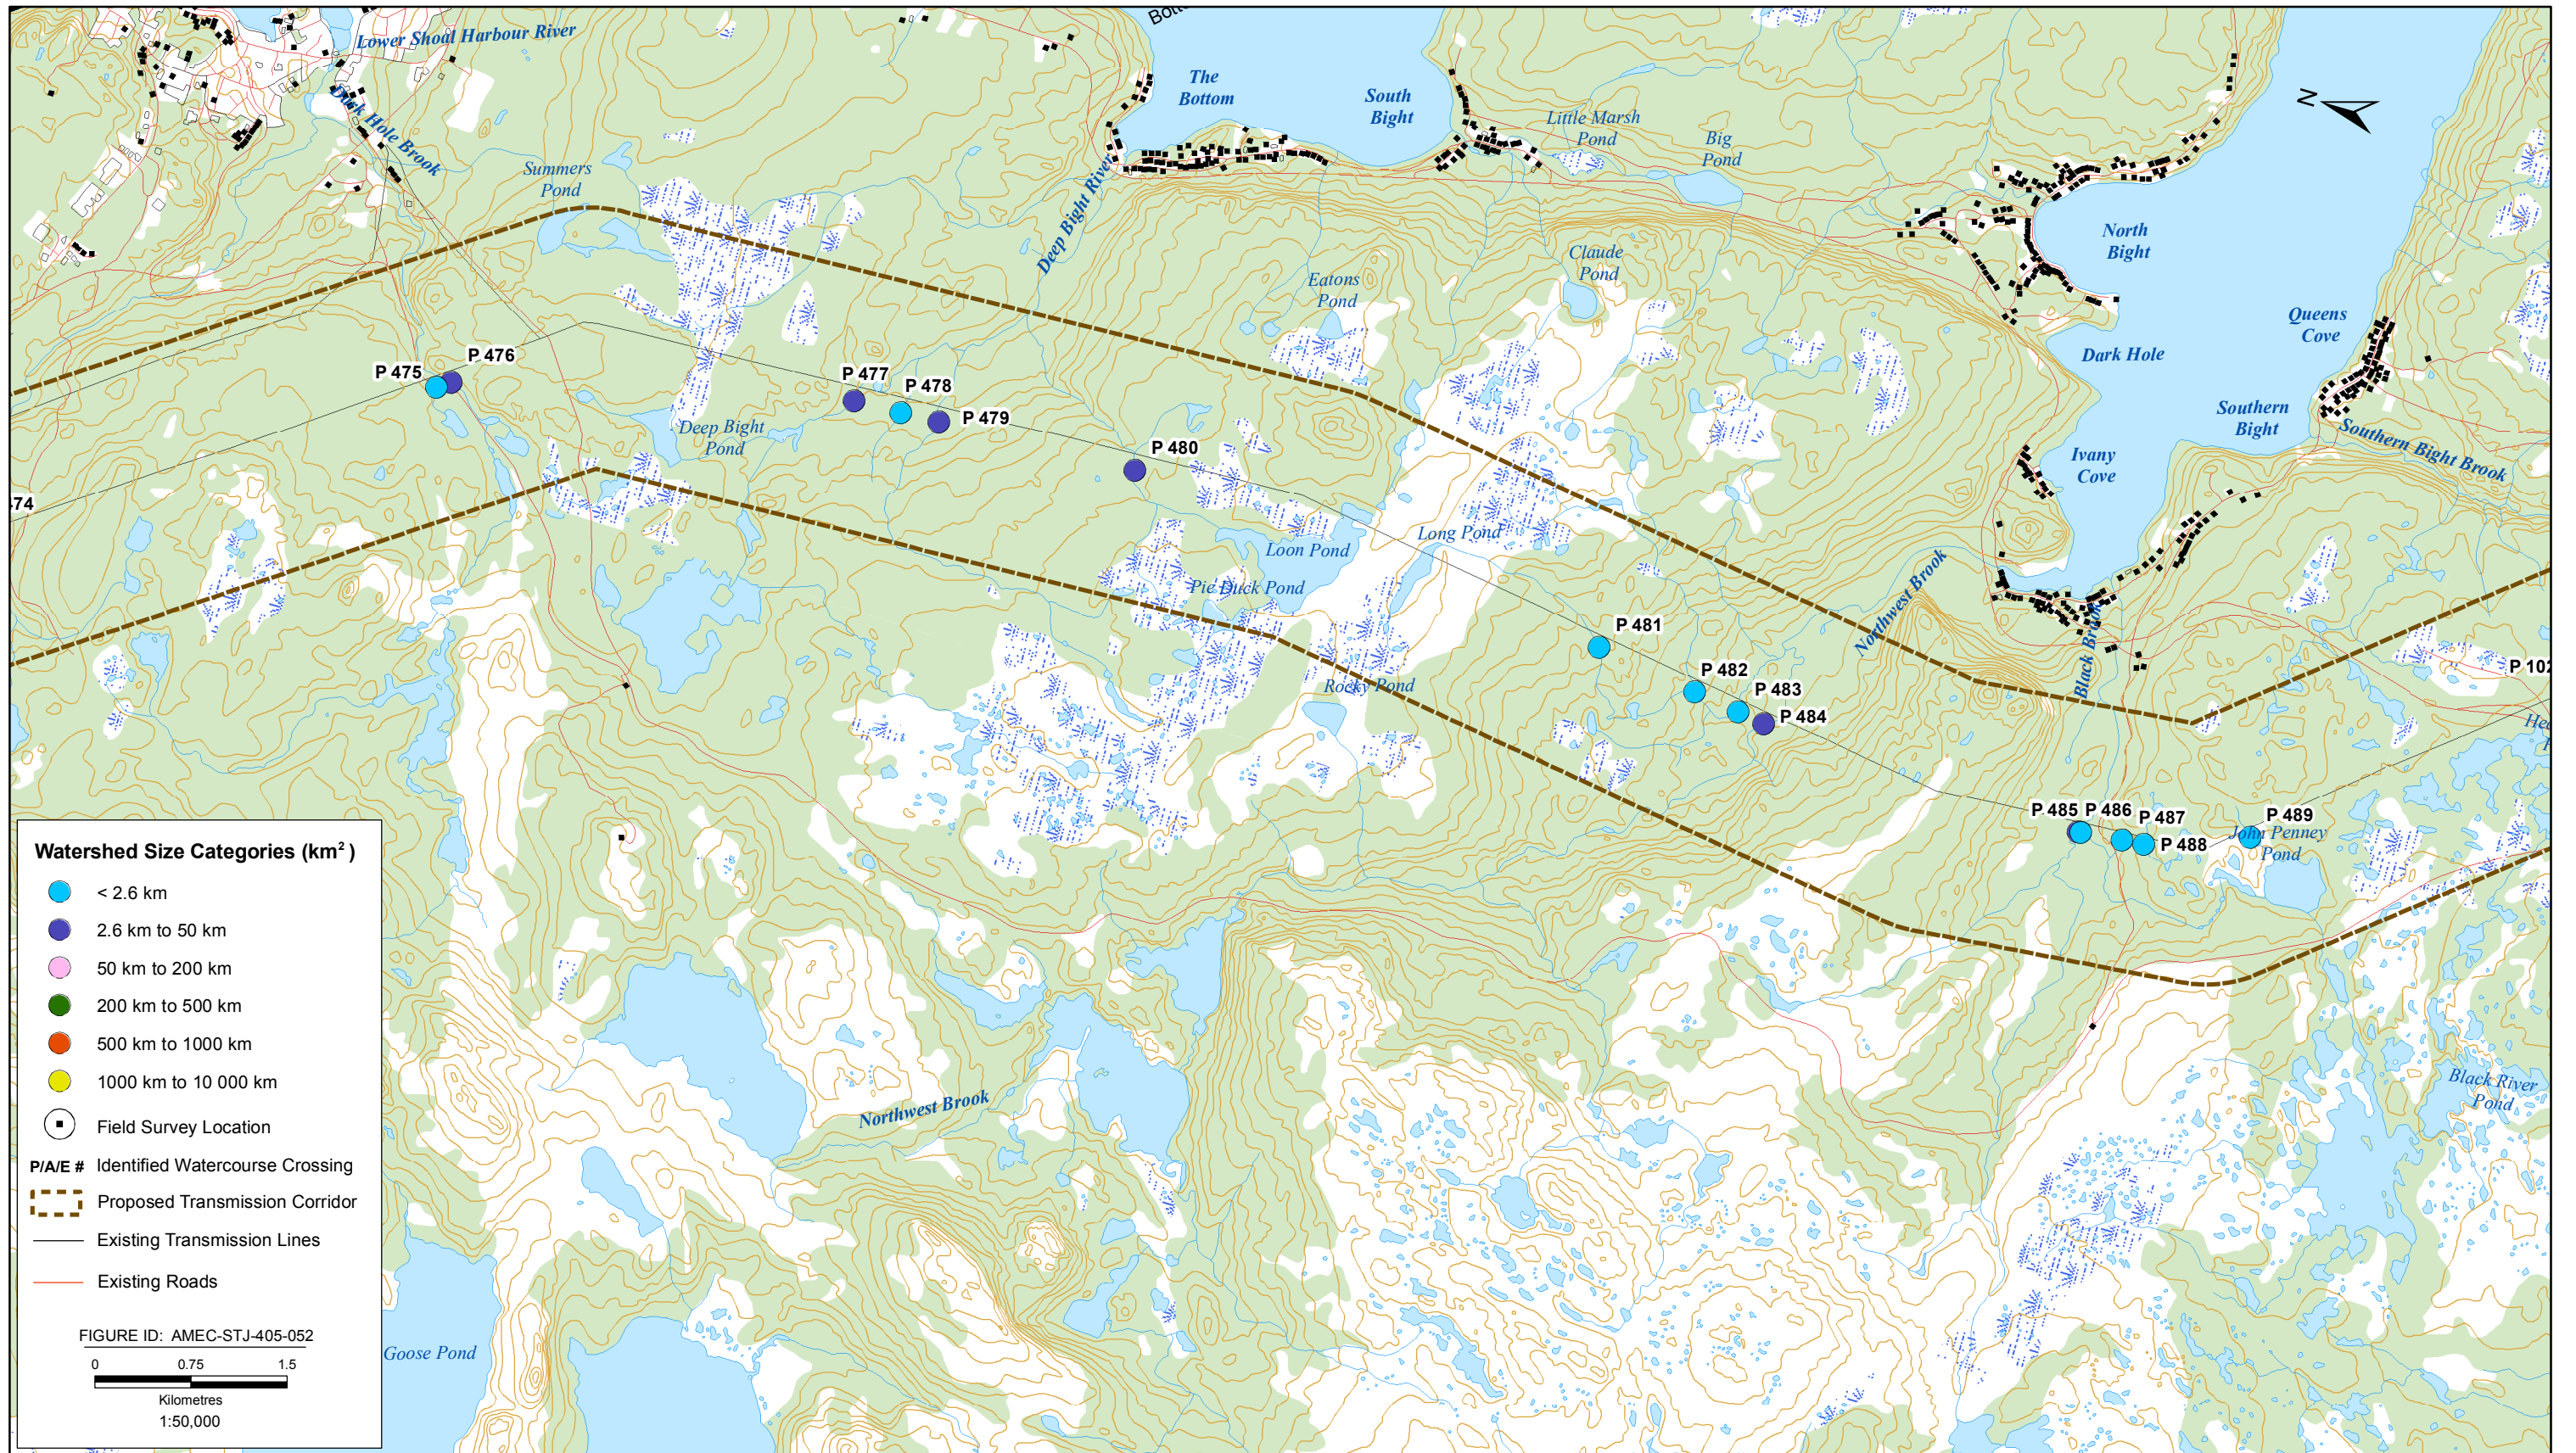 Lower Shoal Harbour River
Duck Hole Brook
Summers
Pond
The
Bottom
South
Bight
Little Marsh
Pond
Big
Pond
N
Deep Bight River
North
Bight
Eatons
Pond
Claude
Pond
Queens
Cove
Dark Hole
P 475
P 476
P 477
P 478
P 479
Deep Bight
Pond
P 480
Southern
Bight
Southern Bight Brook
Ivany
Cove
Loon Pond
Long Pond
Pie Duck Pond
Northwest Brook
Black Brook
P 481
P 482
P 483
P 484
Rocky Pond
P 485
P 486
P 487
P 488
P 489
John Penney
Pond
Northwest Brook
Black River
Pond
Goose Pond
Watershed Size Categories (km²)
< 2.6 km
2.6 km to 50 km
50 km to 200 km
200 km to 500 km
500 km to 1000 km
1000 km to 10 000 km
Field Survey Location
P/A/E # Identified Watercourse Crossing
Proposed Transmission Corridor
Existing Transmission Lines
Existing Roads
FIGURE ID: AMEC-STJ-405-052
0 0.75 1.5
Kilometres
1:50,000